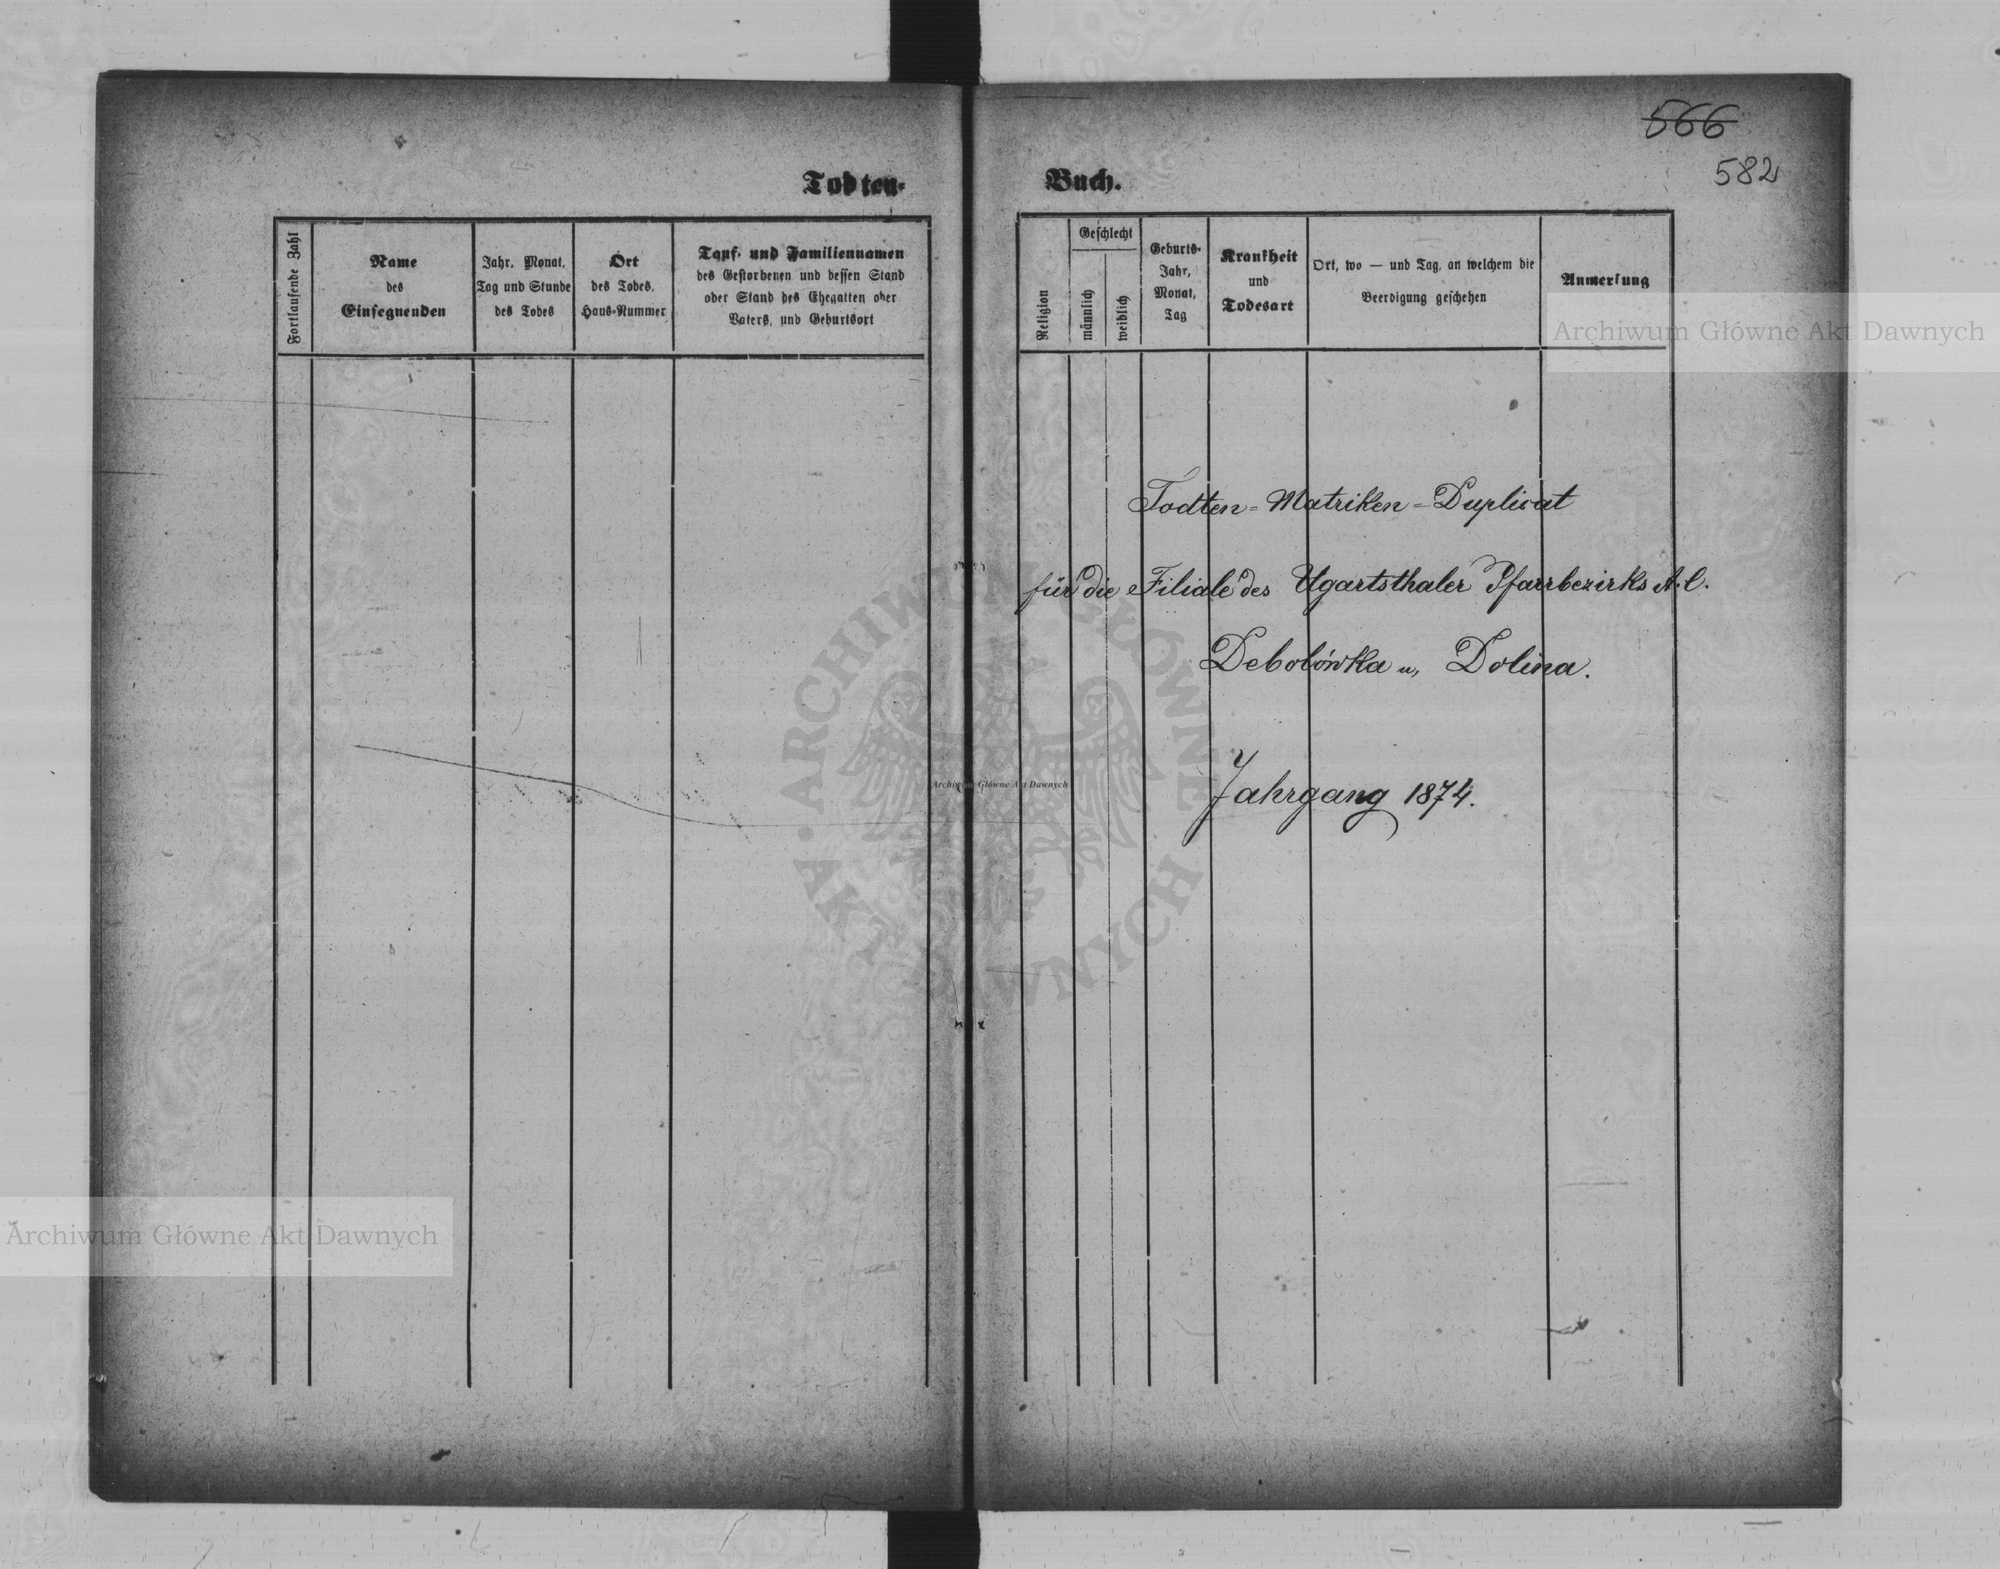 566
582
Todten-
Buch.
Fortlaufende Zahl
Name
des
Einsegnenden
Jahr, Monat,
Tag und Stunde
des Todes
Ort
des Todes,
Haus-Nummer
Tauf- und Familiennamen
des Gestorbenen und dessen Stand
oder Stand des Ehegatten oder
Vaters, und Geburtsort
Religion
Geschlecht
männlich
weiblich
Geburts-
Jahr,
Monat,
Tag
Krankheit
und
Todesart
Ort, wo — und Tag, an welchem die
Beerdigung geschehen
Anmerkung
Archiwum Główne Akt Dawnych
Todten-Matriken-Duplicat
für die Filiale des Ugartsthaler Pfarrbezirks A. C.
Debolówka u. Dolina.
Archiwum Główne Akt Dawnych
Jahrgang 1874.
Archiwum Główne Akt Dawnych
ARCHIWUM GŁÓWNE AKT DAWNYCH